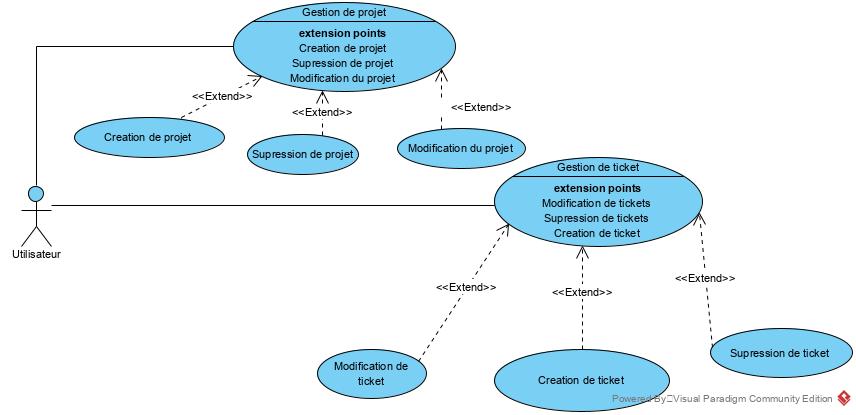 Gestion de projet
extension points
Creation de projet
Supression de projet
Modification du projet
<<Extend>>
<<Extend>>
<<Extend>>
Creation de projet
Supression de projet
Modification du projet
Gestion de ticket
extension points
Modification de tickets
Supression de tickets
Creation de ticket
Utilisateur
<<Extend>>
<<Extend>>
<<Extend>>
Modification de
ticket
Creation de ticket
Supression de ticket
Powered By Visual Paradigm Community Edition